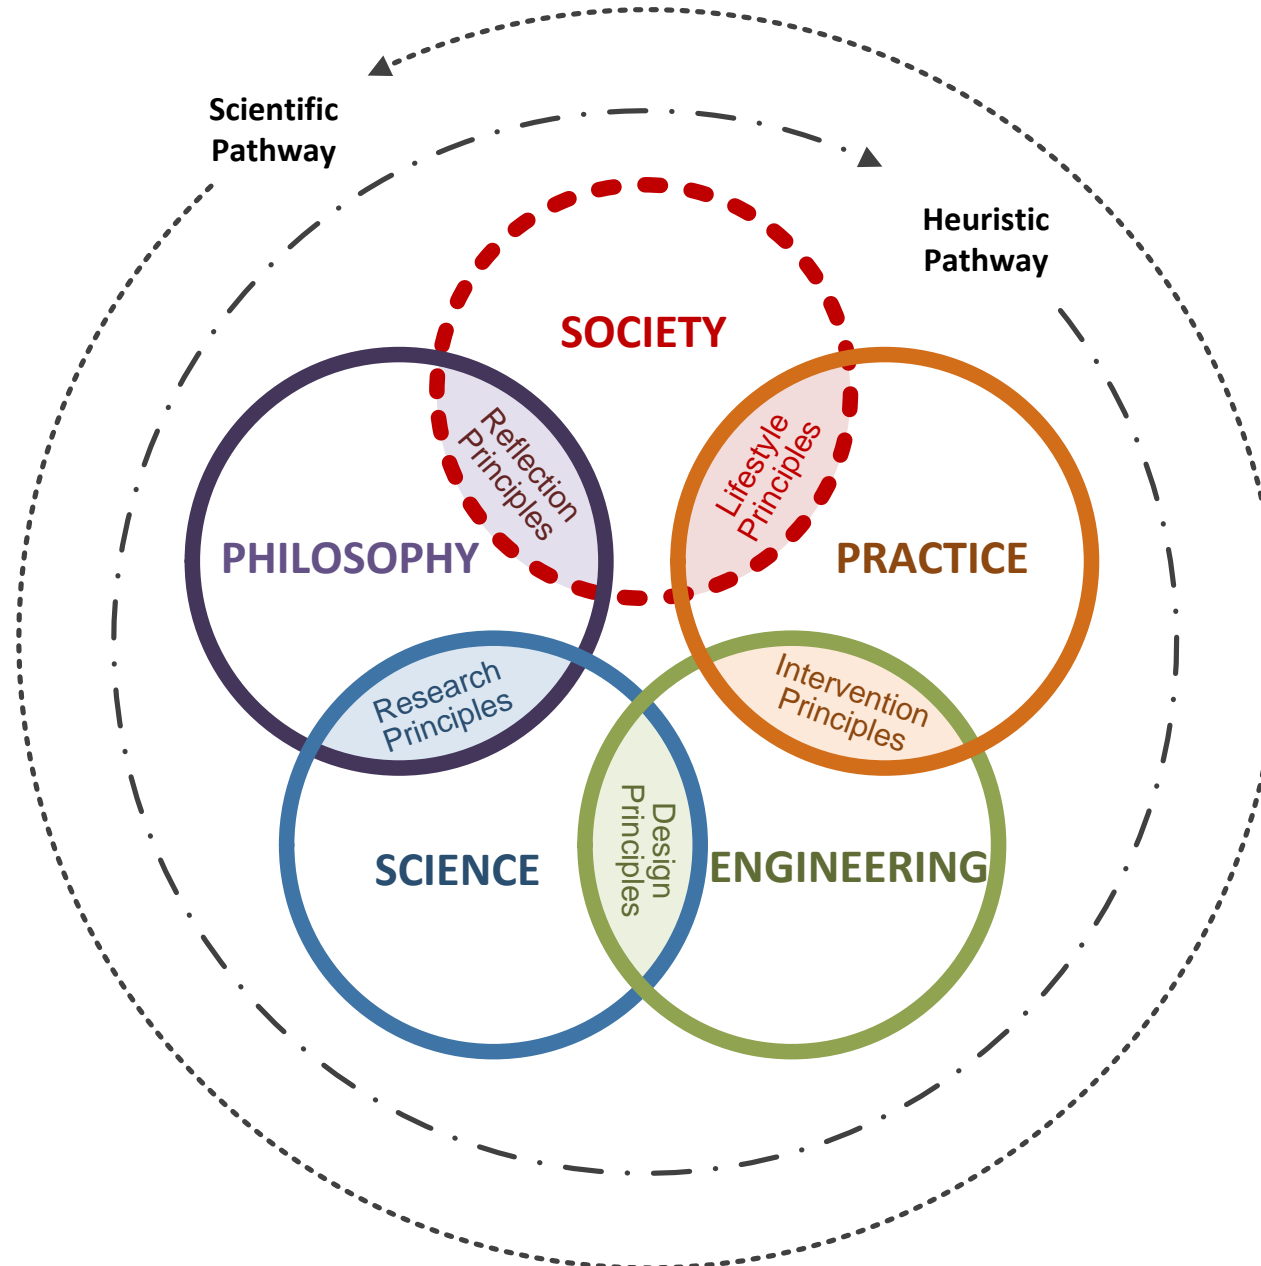 Scientific
Pathway
Heuristic
Pathway
SOCIETY
Reflection
Principles
Lifestyle
Principles
PHILOSOPHY
PRACTICE
Research
Principles
Intervention
Principles
Design
Principles
SCIENCE
ENGINEERING